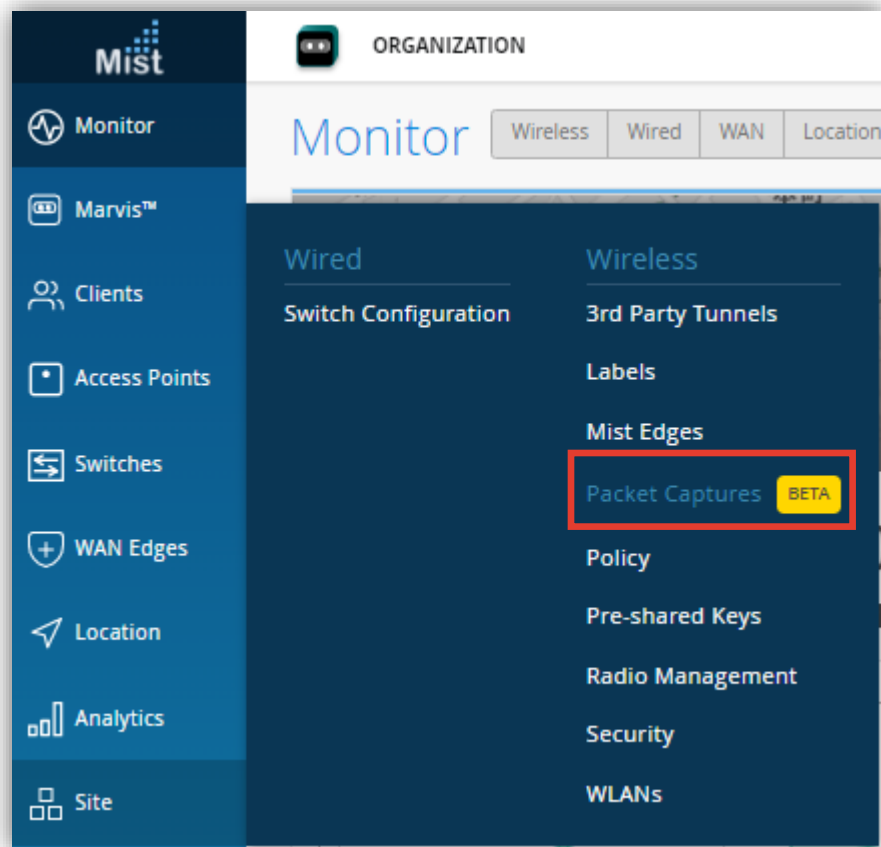 Mist
ORGANIZATION
Monitor
Wireless
Wired
WAN
Location
Monitor
Marvis™
Clients
Access Points
Switches
WAN Edges
Location
Analytics
Site
Wired
Switch Configuration
Wireless
3rd Party Tunnels
Labels
Mist Edges
Packet Captures BETA
Policy
Pre-shared Keys
Radio Management
Security
WLANs